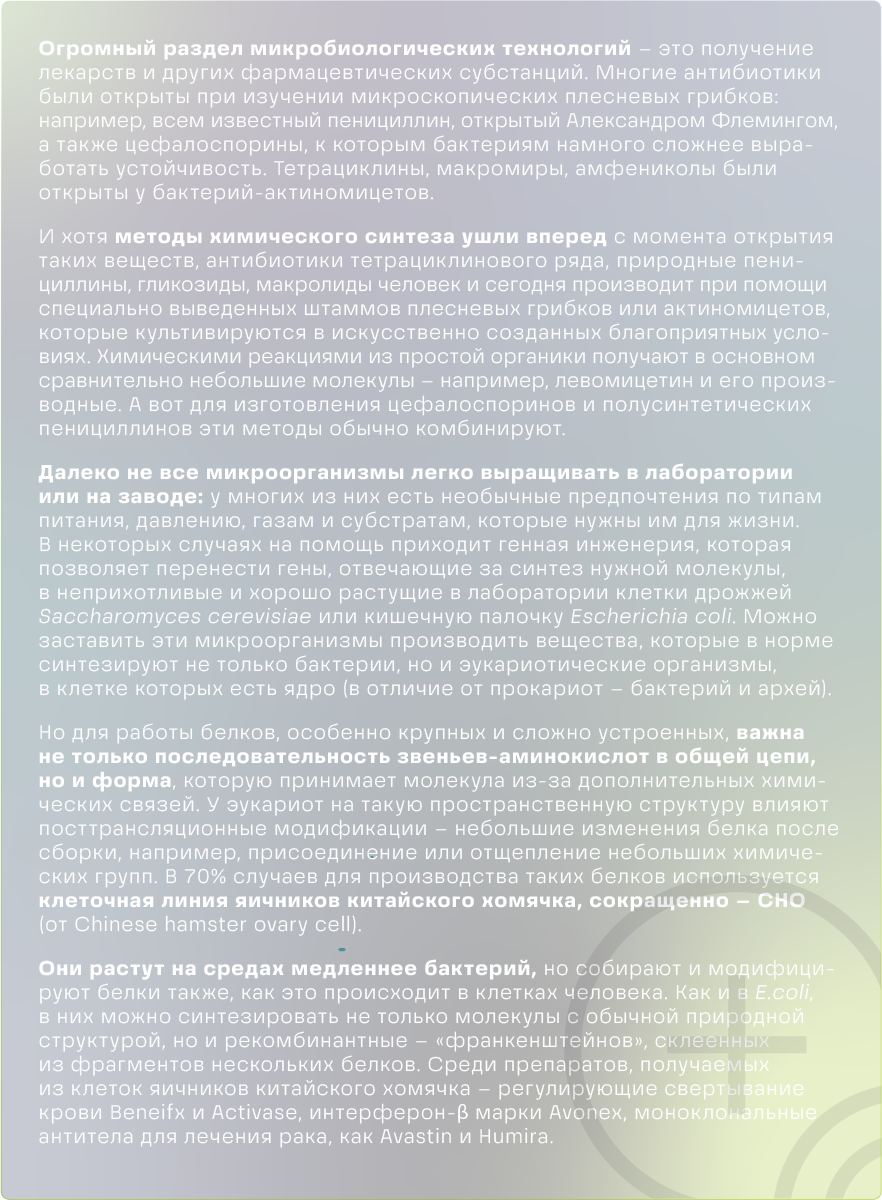 Огромный раздел микробиологических технологий – это получение
лекарств и других фармацевтических субстанций. Многие антибиотики
были открыты при изучении микроскопических плесневых грибков:
например, всем известный пенициллин, открытый Александром Флемингом,
а также цефалоспорины, к которым бактериям намного сложнее выра-
ботать устойчивость. Тетрациклины, макромиры, амфениколы были
открыты у бактерий-актиномицетов.
И хотя методы химического синтеза ушли вперед с момента открытия
таких веществ, антибиотики тетрациклинового ряда, природные пени-
циллины, гликозиды, макролиды человек и сегодня производит при помощи
специально выведенных штаммов плесневых грибков или актиномицетов,
которые культивируются в искусственно созданных благоприятных усло-
виях. Химическими реакциями из простой органики получают в основном
сравнительно небольшие молекулы – например, левомицетин и его произ-
водные. А вот для изготовления цефалоспоринов и полусинтетических
пенициллинов эти методы обычно комбинируют.
Далеко не все микроорганизмы легко выращивать в лаборатории
или на заводе: у многих из них есть необычные предпочтения по типам
питания, давлению, газам и субстратам, которые нужны им для жизни.
В некоторых случаях на помощь приходит генная инженерия, которая
позволяет перенести гены, отвечающие за синтез нужной молекулы,
в неприхотливые и хорошо растущие в лаборатории клетки дрожжей
Saccharomyces cerevisiae или кишечную палочку Escherichia coli. Можно
заставить эти микроорганизмы производить вещества, которые в норме
синтезируют не только бактерии, но и эукариотические организмы,
в клетке которых есть ядро (в отличие от прокариот – бактерий и архей).
Но для работы белков, особенно крупных и сложно устроенных, важна
не только последовательность звеньев-аминокислот в общей цепи,
но и форма, которую принимает молекула из-за дополнительных хими-
ческих связей. У эукариот на такую пространственную структуру влияют
посттрансляционные модификации – небольшие изменения белка после
сборки, например, присоединение или отщепление небольших химиче-
ских групп. В 70% случаев для производства таких белков используется
клеточная линия яичников китайского хомячка, сокращенно – CHO
(от Chinese hamster ovary cell).
Они растут на средах медленнее бактерий, но собирают и модифици-
руют белки также, как это происходит в клетках человека. Как и в E.coli,
в них можно синтезировать не только молекулы с обычной природной
структурой, но и рекомбинантные – «франкенштейнов», склеенных
из фрагментов нескольких белков. Среди препаратов, получаемых
из клеток яичников китайского хомячка – регулирующие свертывание
крови Beneifx и Activase, интерферон-β марки Avonex, моноклональные
антитела для лечения рака, как Avastin и Humira.